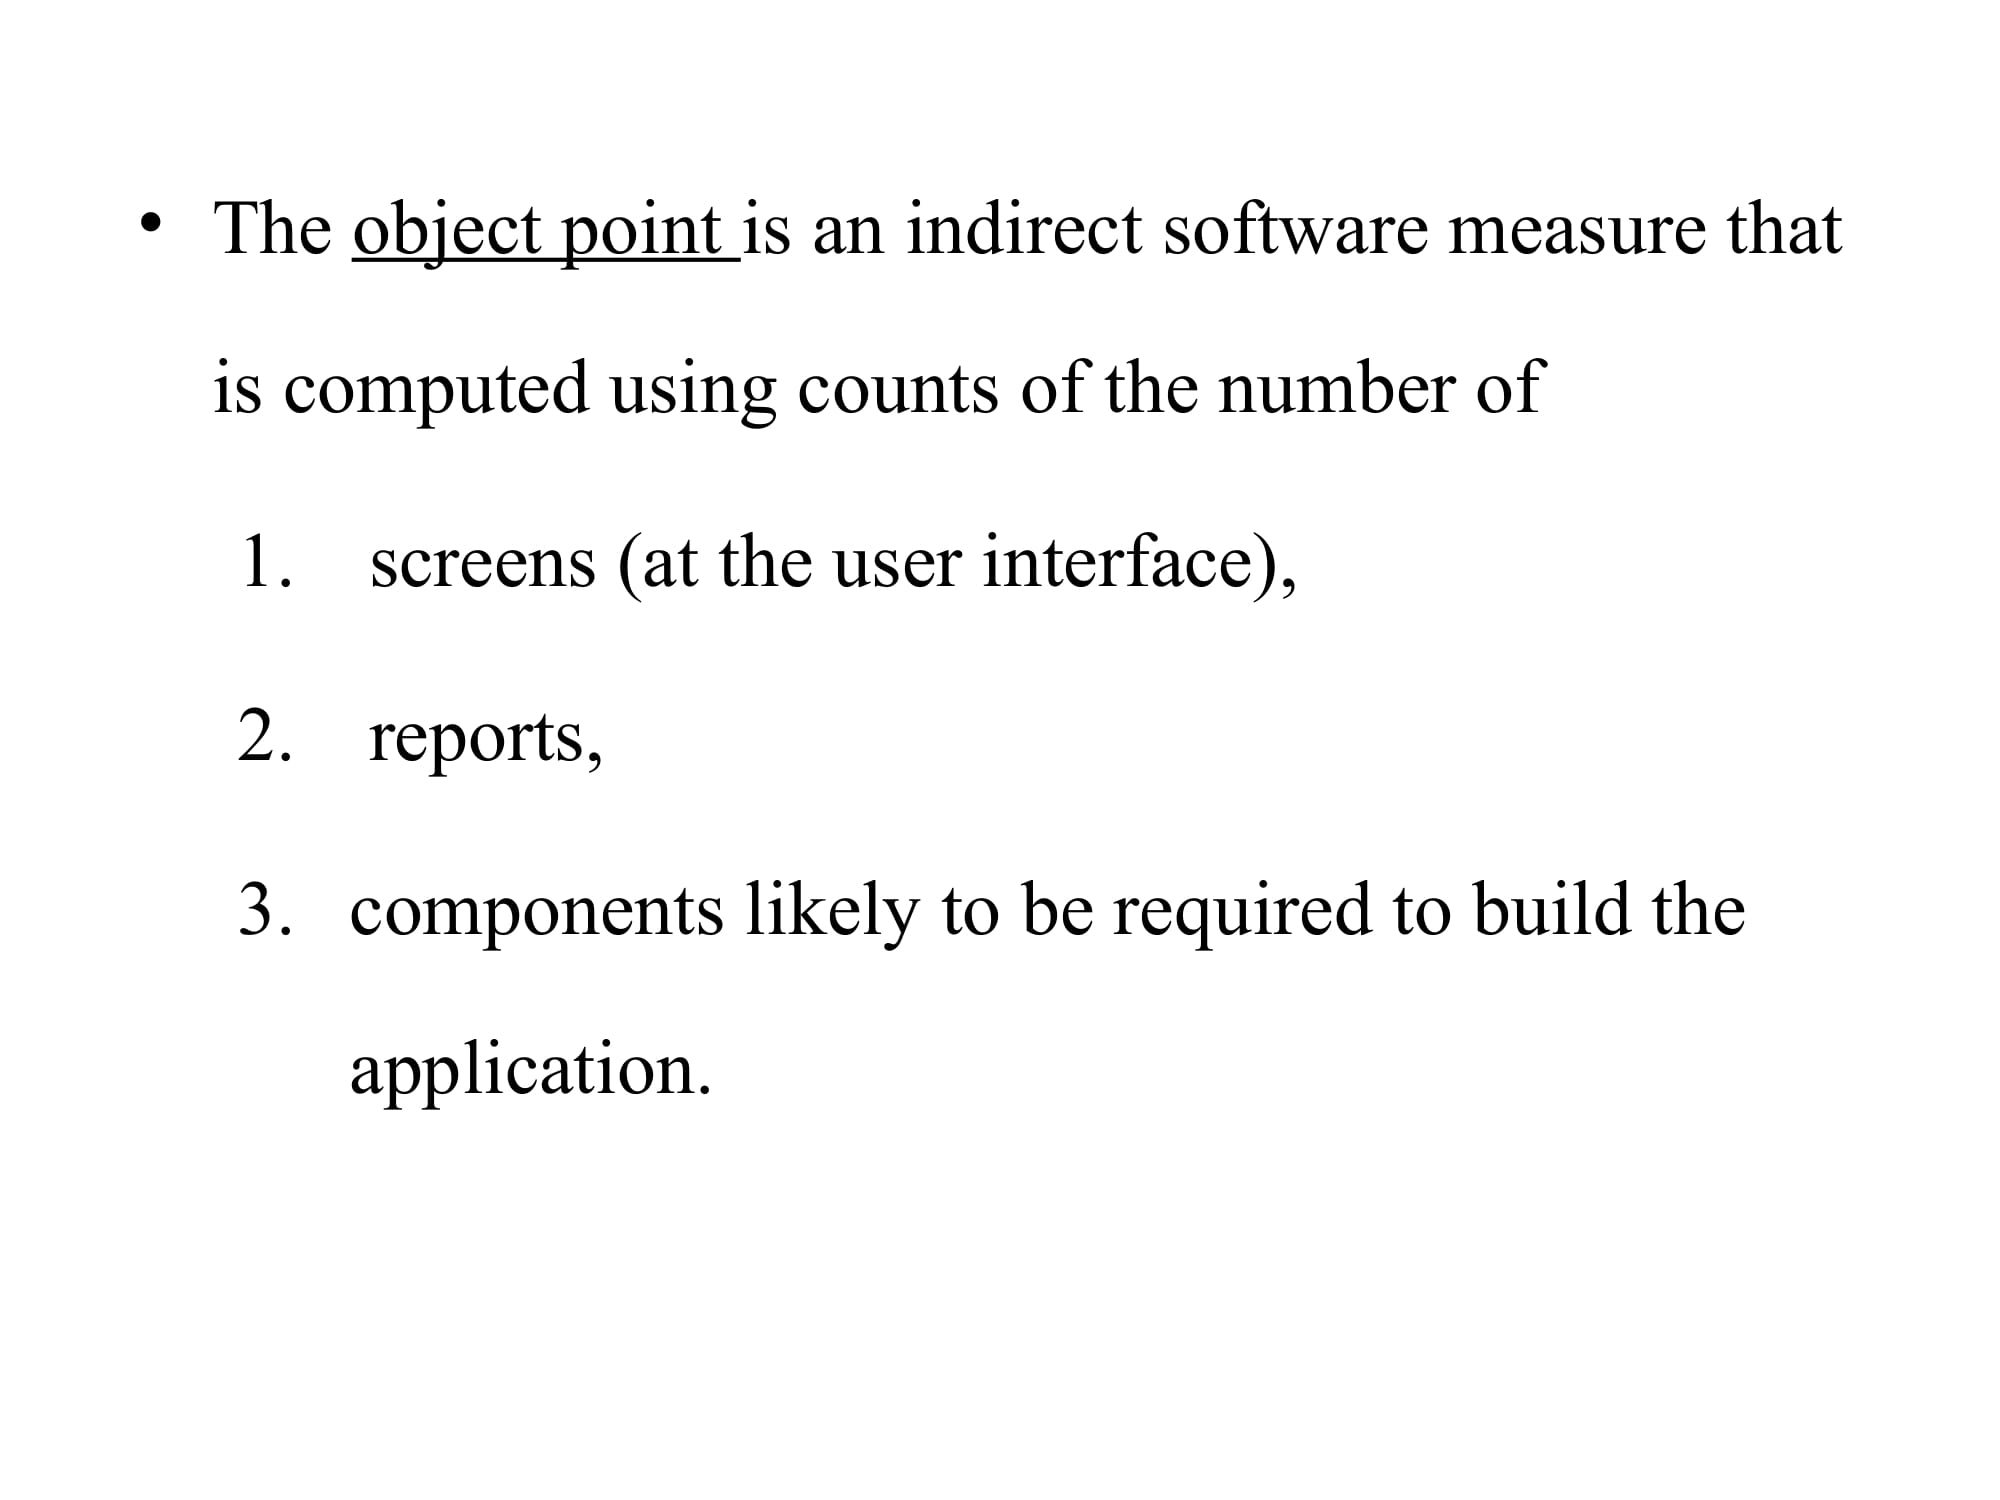 • The object point is an indirect software measure that
is computed using counts of the number of
1. screens (at the user interface),
2. reports,
3. components likely to be required to build the
application.